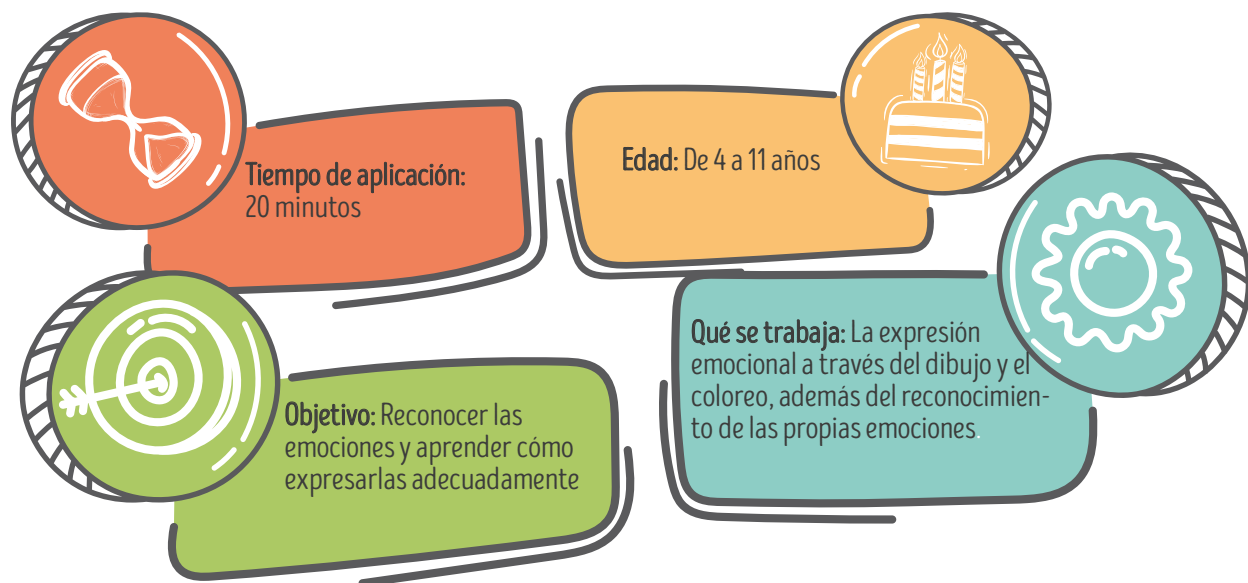 Tiempo de aplicación:
20 minutos
Edad: De 4 a 11 años
Objetivo: Reconocer las
emociones y aprender cómo
expresarlas adecuadamente
Qué se trabaja: La expresión
emocional a través del dibujo y el
coloreo, además del reconocimien-
to de las propias emociones.